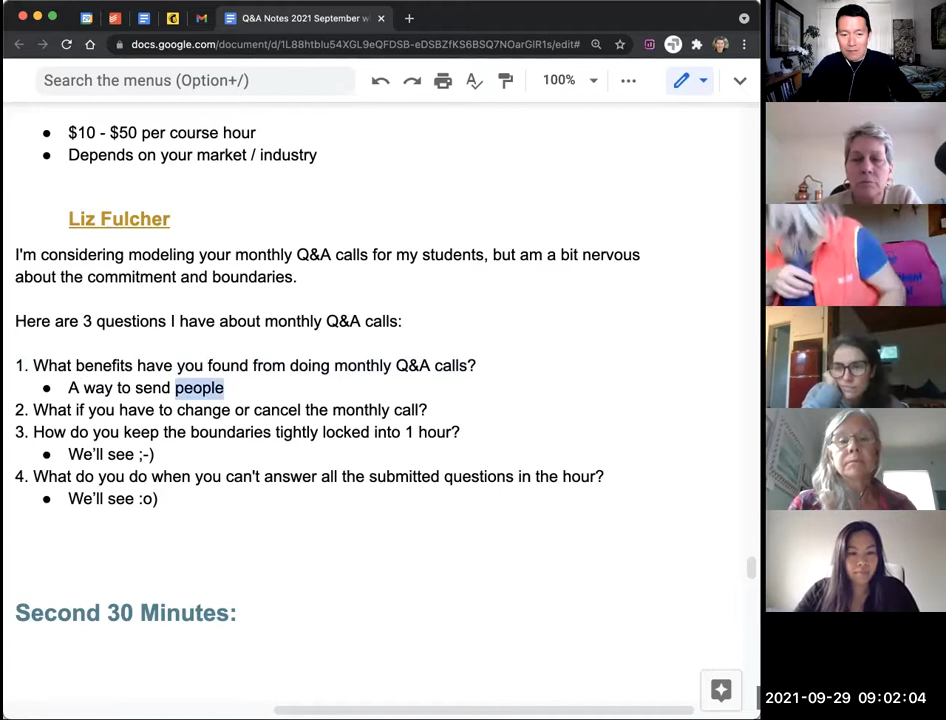 Q&A Notes 2021 September w
docs.google.com/document/d/1L88htbIu54XGL9eQFDSB-eDSBZfKS6BSQ7NOarGlR1s/edit#
Search the menus (Option+/)
100%
$10 - $50 per course hour
Depends on your market / industry
Liz Fulcher
I'm considering modeling your monthly Q&A calls for my students, but am a bit nervous
about the commitment and boundaries.
Here are 3 questions I have about monthly Q&A calls:
1. What benefits have you found from doing monthly Q&A calls?
A way to send people
2. What if you have to change or cancel the monthly call?
3. How do you keep the boundaries tightly locked into 1 hour?
We'll see ;-)
4. What do you do when you can't answer all the submitted questions in the hour?
We'll see :o)
Second 30 Minutes:
2021-09-29 09:02:04